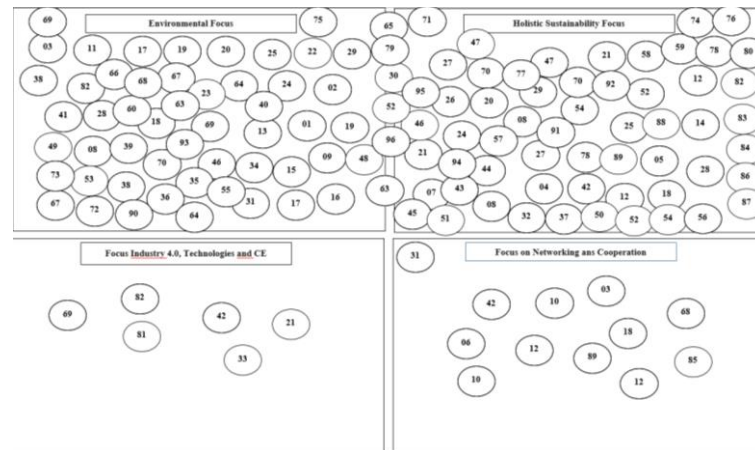 69 Environmental Focus 75
65 71 Holistic Sustainability Focus 74 76
03 11 17 19 20 25 22 29 79
47 27 70 77 47 21 58 59 78 80
38 82 66 68 67 23 64 24 02 30
95 26 20 29 70 92 52 12 82
41 28 60 18 63 69 40 13 01 19 52
46 24 57 08 91 54 25 88 14 83
49 08 39 70 93 46 34 15 09 48 96
21 94 44 27 78 89 05 28 84
73 53 38 36 35 55 31 17 16 63
07 43 08 04 42 12 18 86
67 72 90 64
45 51 32 37 50 52 54 56 87
Focus Industry 4.0, Technologies and CE
69 82 42 21
81 33
31 Focus on Networking ans Cooperation
42 10 03 68
06 12 89 18 85
10 12